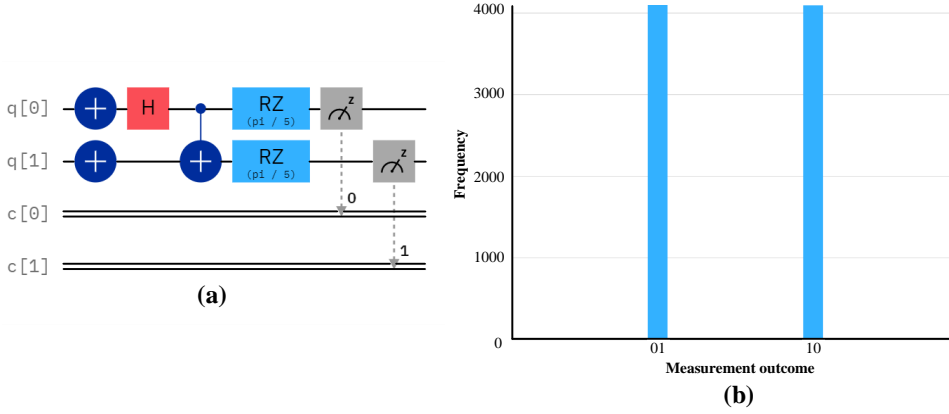 q[0]
H
RZ
(pi / 5)
z
q[1]
RZ
(pi / 5)
z
c[0]
0
c[1]
1
(a)
Frequency
4000
3000
2000
1000
0
01
10
Measurement outcome
(b)